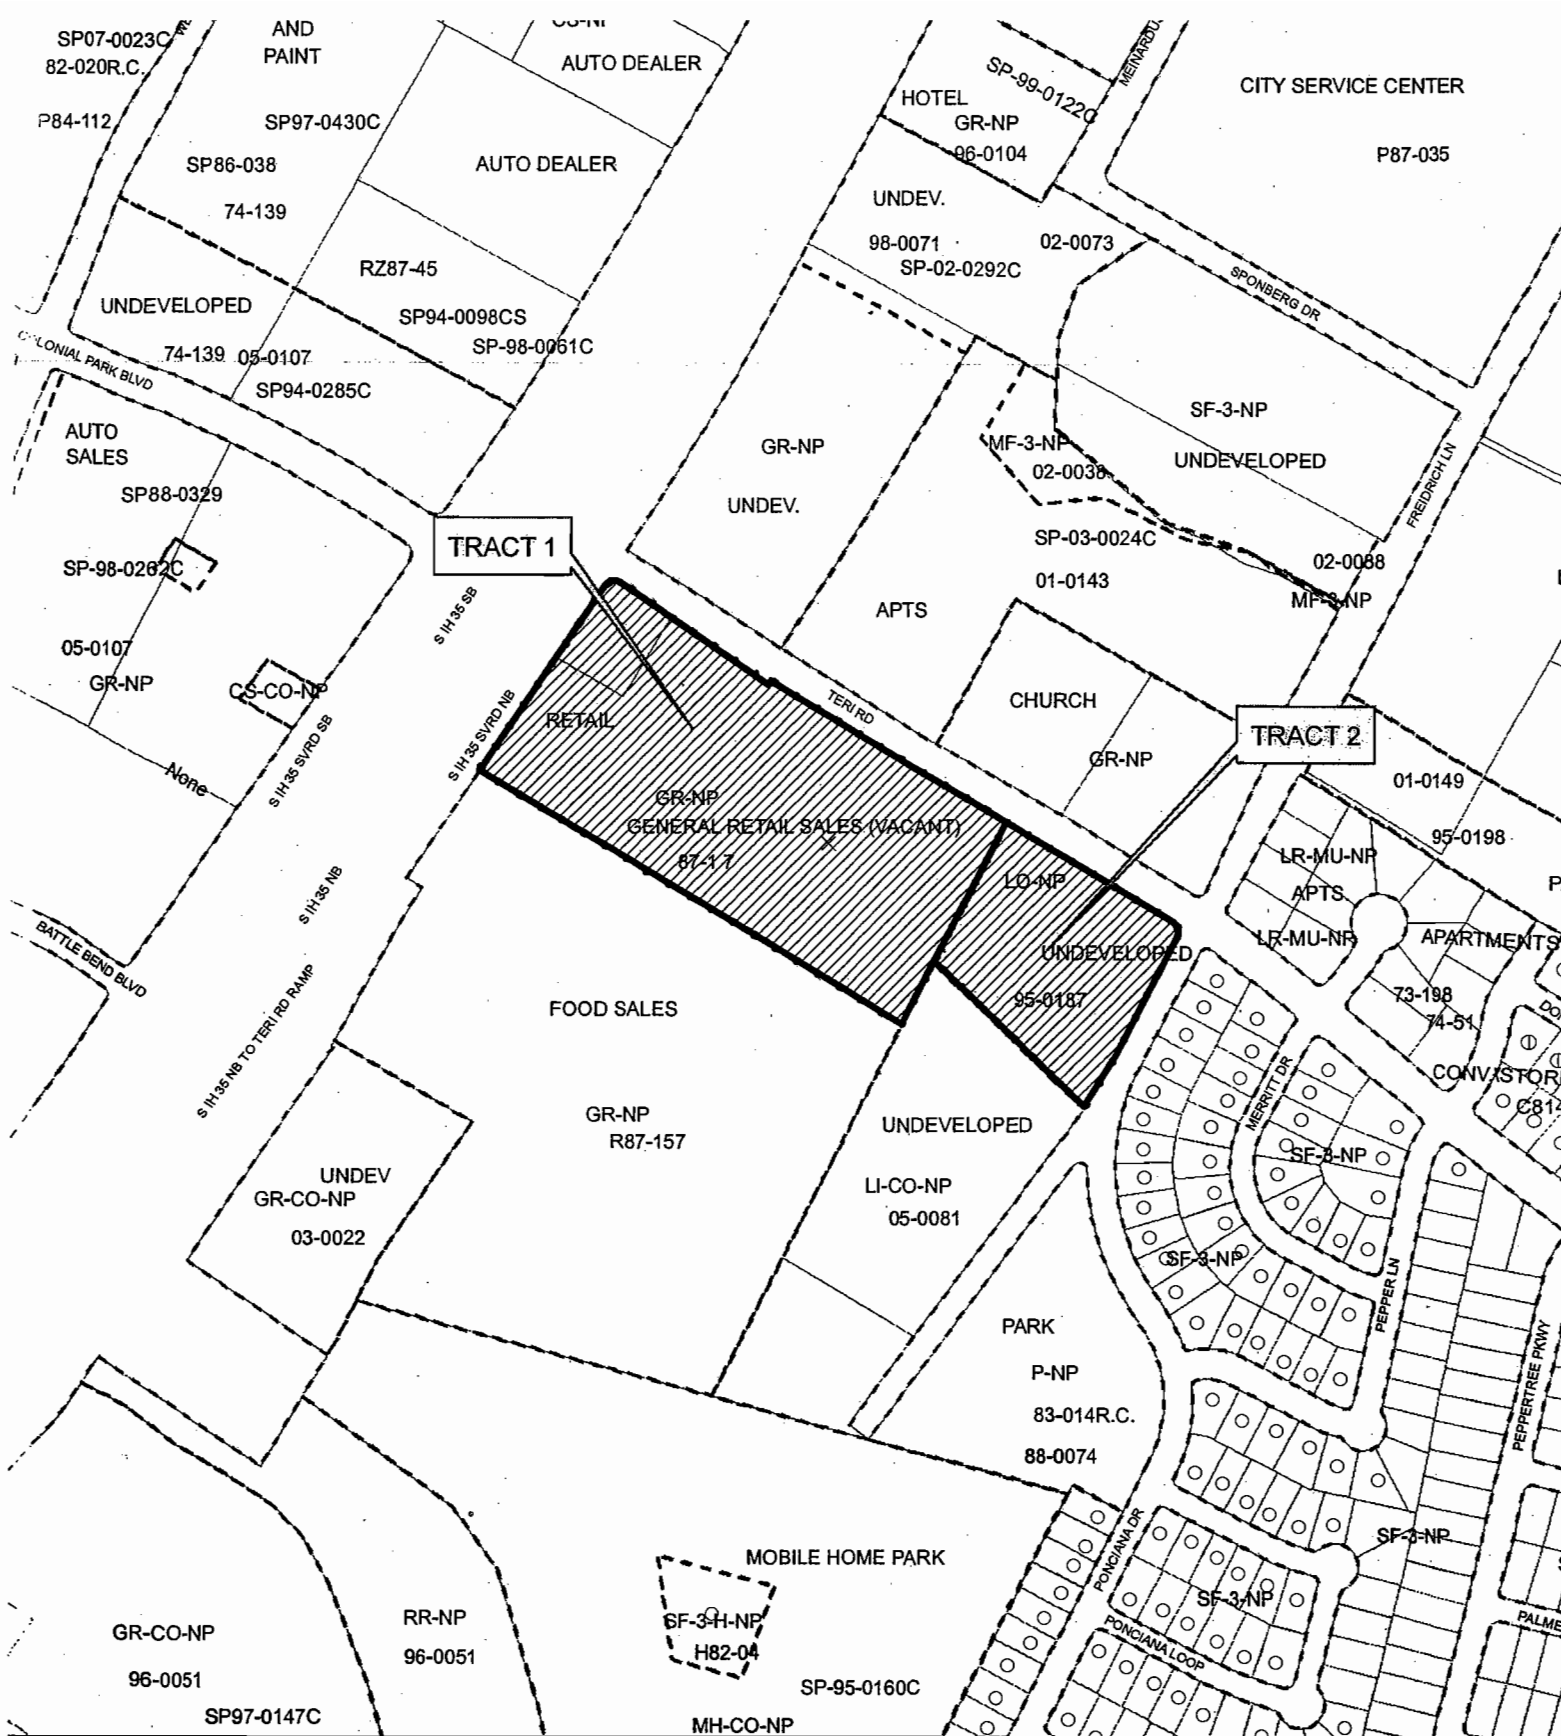 SP07-0023C
82-020R.C.
P84-112
AND
PAINT
SP97-0430C
SP86-038
74-139
AUTO DEALER
AUTO DEALER
RZ87-45
SP94-0098CS
SP-98-0061C
UNDEVELOPED
74-139
05-0107
SP94-0285C
COLONIAL PARK BLVD
HOTEL
SP-99-0122C
GR-NP
96-0104
CITY SERVICE CENTER
P87-035
UNDEV.
98-0071
SP-02-0292C
02-0073
SPONBERG DR
AUTO
SALES
SP88-0329
SP-98-0262C
05-0107
GR-NP
CS-CO-NP
None
GR-NP
UNDEV.
MF-3-NP
02-0038
SF-3-NP
UNDEVELOPED
FREIDRICH LN
SP-03-0024C
01-0143
02-0088
MF-3-NP
APTS
TRACT 1
S IH 35 SB
S IH 35 SVRD NB
S IH 35 SVRD SB
S IH 35 NB
S IH 35 NB TO TERI RD RAMP
BATTLE BEND BLVD
TERI RD
CHURCH
GR-NP
TRACT 2
RETAIL
GR-NP
GENERAL RETAIL SALES (VACANT)
LO-NP
UNDEVELOPED
95-0187
01-0149
95-0198
LR-MU-NP
APTS.
LR-MU-NP
APARTMENTS
73-198
74-51
FOOD SALES
GR-NP
R87-157
UNDEVELOPED
LI-CO-NP
05-0081
UNDEV
GR-CO-NP
03-0022
MERRITT DR
SF-3-NP
SF-3-NP
PEPPER LN
PEPPERTREE PKWY
PARK
P-NP
83-014R.C.
88-0074
PONCIANA DR
SF-3-NP
SF-3-NP
PONCIANA LOOP
MOBILE HOME PARK
SF-3-H-NP
H82-04
SP-95-0160C
MH-CO-NP
GR-CO-NP
96-0051
SP97-0147C
RR-NP
96-0051